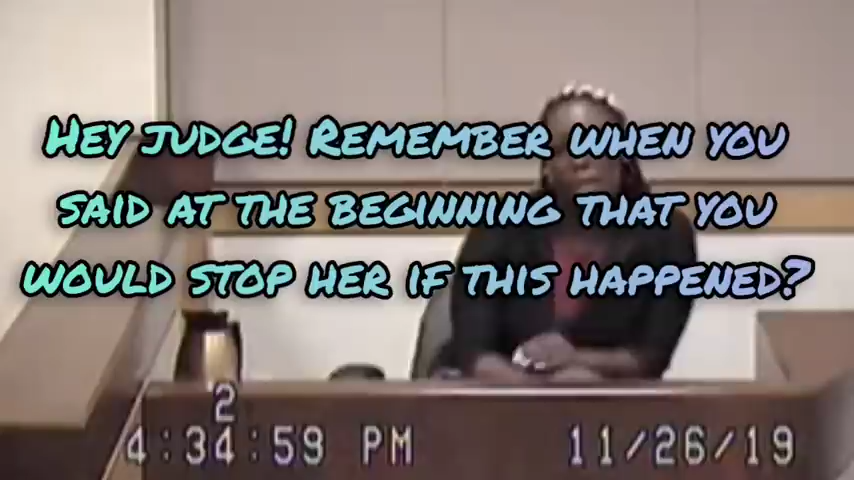 Hey judge! Remember when you
said at the beginning that you
would stop her if this happened?
2
4:34:59 PM 11/26/19